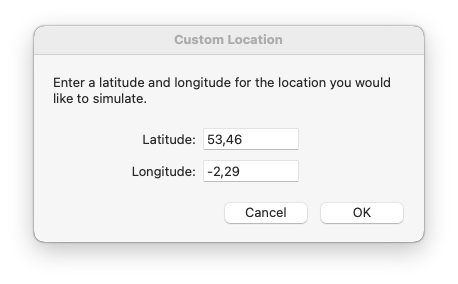 Custom Location
Enter a latitude and longitude for the location you would
like to simulate.
Latitude: 53,46
Longitude: -2,29
Cancel OK